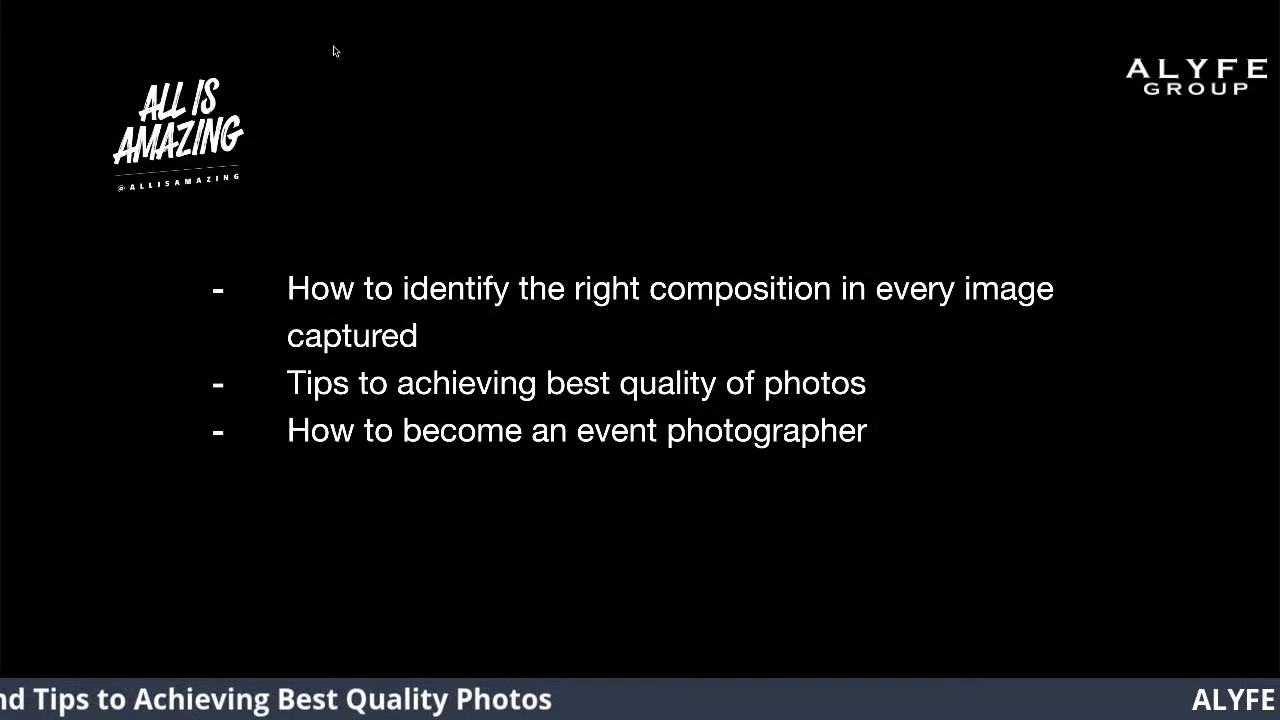 ALL IS
AMAZING
@ALLISAMAZING
ALYFE
GROUP
- How to identify the right composition in every image
captured
- Tips to achieving best quality of photos
- How to become an event photographer
nd Tips to Achieving Best Quality Photos
ALYFE